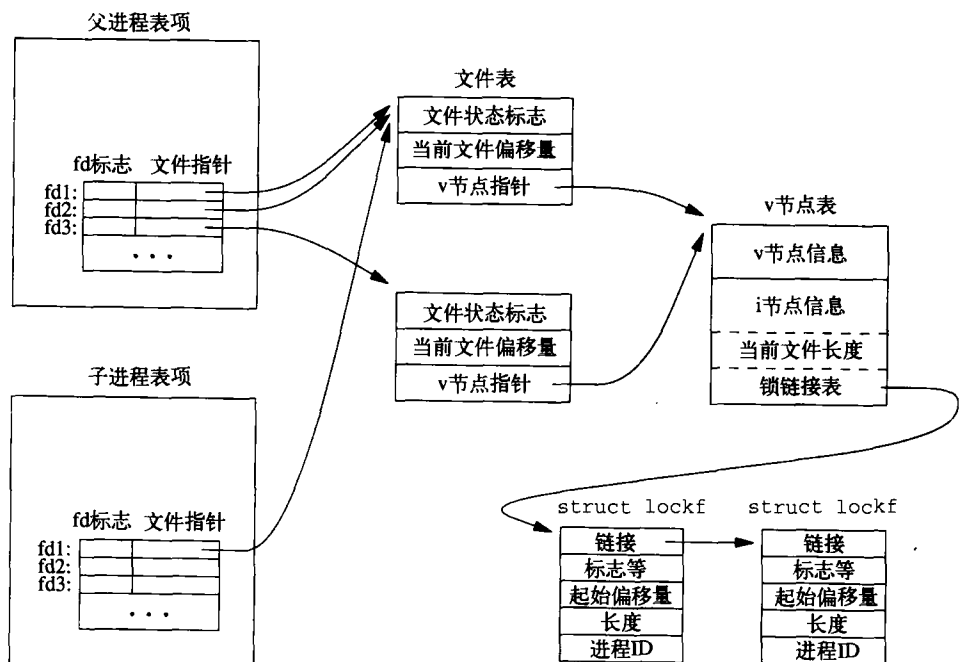 父进程表项
fd标志 文件指针
fd1:
fd2:
fd3:
• • •
文件表
文件状态标志
当前文件偏移量
v节点指针
文件状态标志
当前文件偏移量
v节点指针
v节点表
v节点信息
i节点信息
当前文件长度
锁链接表
子进程表项
fd标志 文件指针
fd1:
fd2:
fd3:
• • •
struct lockf
链接
标志等
起始偏移量
长度
进程ID
struct lockf
链接
标志等
起始偏移量
长度
进程ID